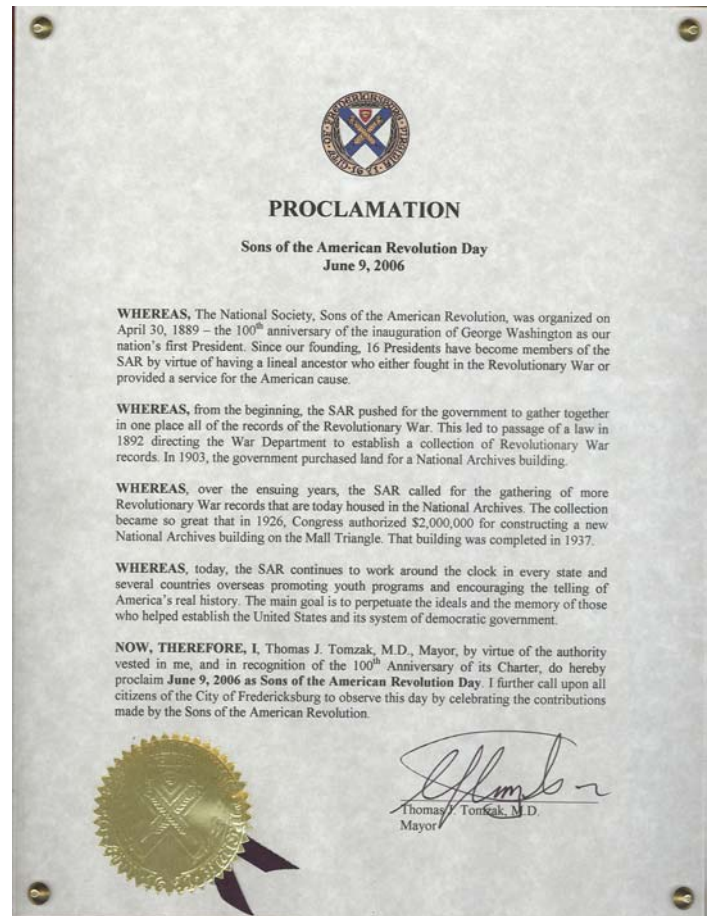 PROCLAMATION
Sons of the American Revolution Day
June 9, 2006
WHEREAS, The National Society, Sons of the American Revolution, was organized on
April 30, 1889 – the 100th anniversary of the inauguration of George Washington as our
nation's first President. Since our founding, 16 Presidents have become members of the
SAR by virtue of having a lineal ancestor who either fought in the Revolutionary War or
provided a service for the American cause.
WHEREAS, from the beginning, the SAR pushed for the government to gather together
in one place all of the records of the Revolutionary War. This led to passage of a law in
1892 directing the War Department to establish a collection of Revolutionary War
records. In 1903, the government purchased land for a National Archives building.
WHEREAS, over the ensuing years, the SAR called for the gathering of more
Revolutionary War records that are today housed in the National Archives. The collection
became so great that in 1926, Congress authorized $2,000,000 for constructing a new
National Archives building on the Mall Triangle. That building was completed in 1937.
WHEREAS, today, the SAR continues to work around the clock in every state and
several countries overseas promoting youth programs and encouraging the telling of
America's real history. The main goal is to perpetuate the ideals and the memory of those
who helped establish the United States and its system of democratic government.
NOW, THEREFORE, I, Thomas J. Tomzak, M.D., Mayor, by virtue of the authority
vested in me, and in recognition of the 100th Anniversary of its Charter, do hereby
proclaim June 9, 2006 as Sons of the American Revolution Day. I further call upon all
citizens of the City of Fredericksburg to observe this day by celebrating the contributions
made by the Sons of the American Revolution.
Thomas J. Tomzak, M.D.
Mayor